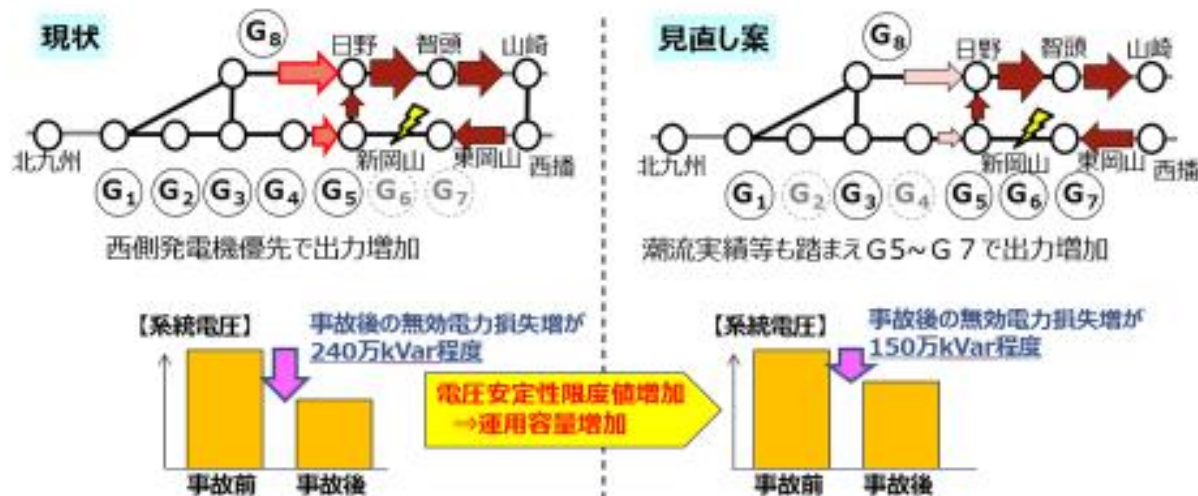 現状
G8
日野
智頭
山崎
北九州
新岡山
東岡山
西播
G1
G2
G3
G4
G5
G6
G7
西側発電機優先で出力増加
【系統電圧】
事故後の無効電力損失増が
240万kVar程度
事故前
事故後
電圧安定性限度値増加
⇒運用容量増加
見直し案
G8
日野
智頭
山崎
北九州
新岡山
東岡山
西播
G1
G2
G3
G4
G5
G6
G7
潮流実績等も踏まえG5~G7で出力増加
【系統電圧】
事故後の無効電力損失増が
150万kVar程度
事故前
事故後